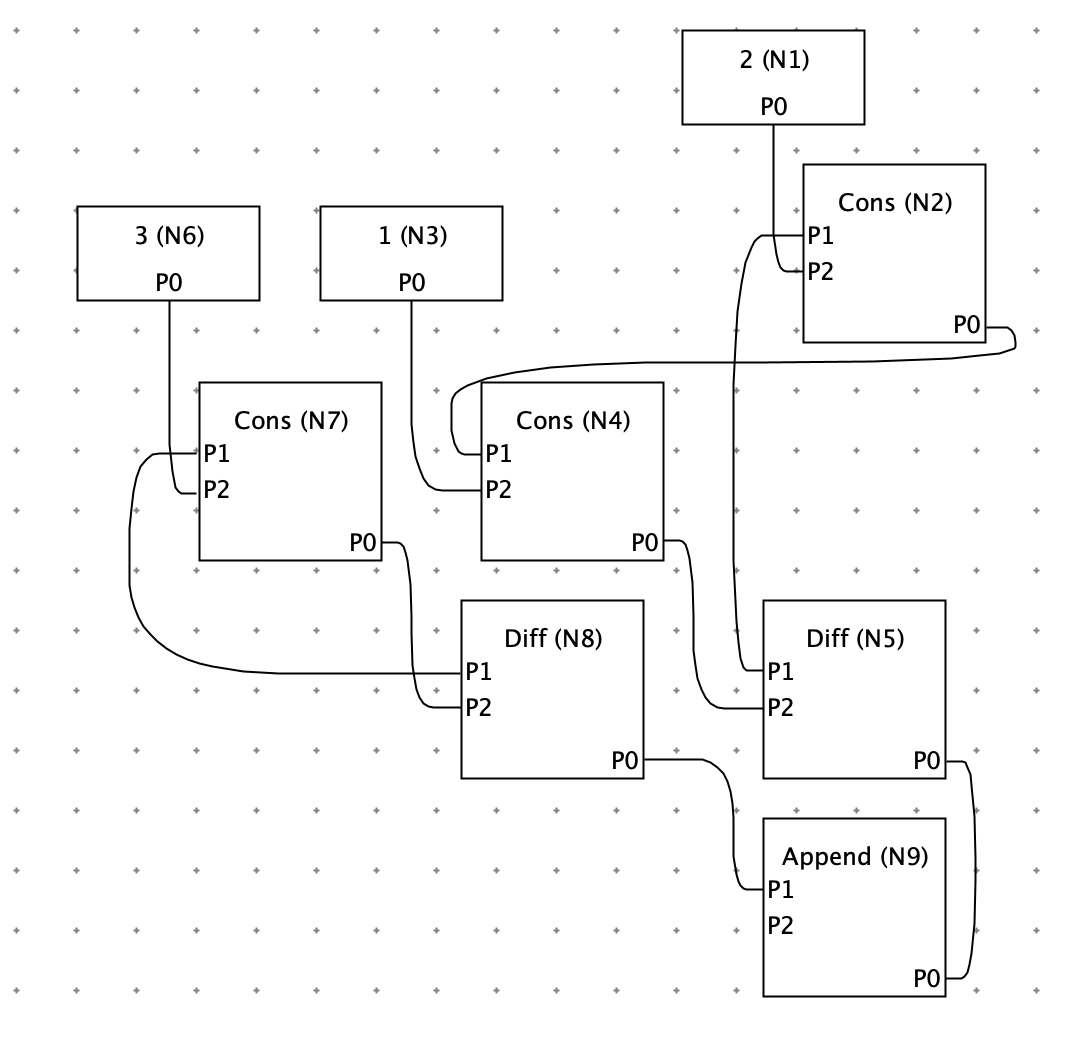 2 (N1)
P0
Cons (N2)
P1
P2
P0
3 (N6)
P0
1 (N3)
P0
Cons (N7)
P1
P2
P0
Cons (N4)
P1
P2
P0
Diff (N8)
P1
P2
P0
Diff (N5)
P1
P2
P0
Append (N9)
P1
P2
P0